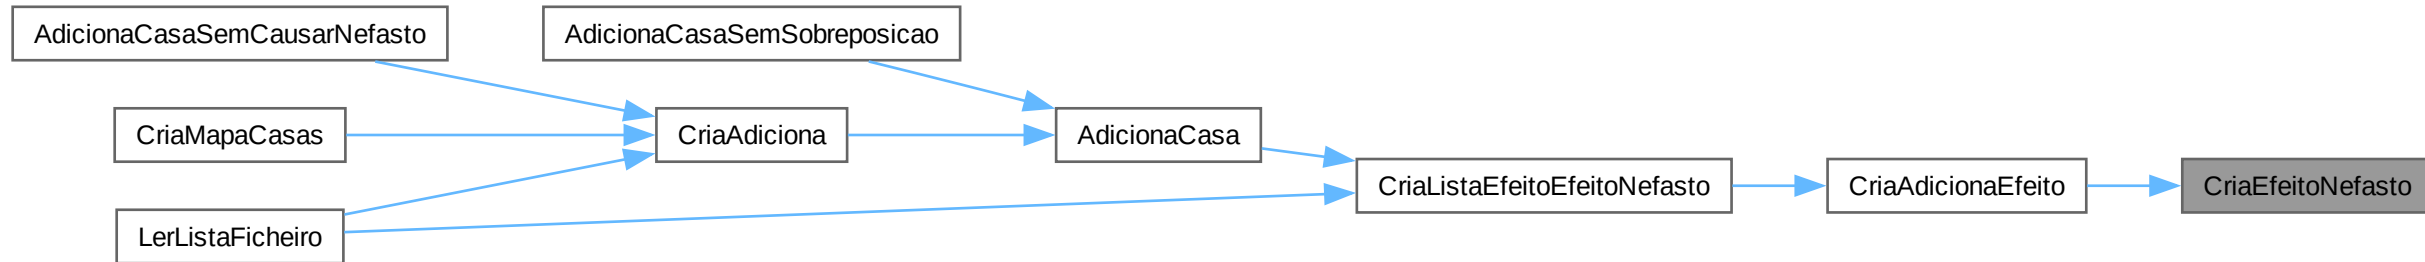 AdicionaCasaSemCausarNefasto
AdicionaCasaSemSobreposicao
CriaMapaCasas
CriaAdiciona
AdicionaCasa
CriaListaEfeitoEfeitoNefasto
CriaAdicionaEfeito
CriaEfeitoNefasto
LerListaFicheiro